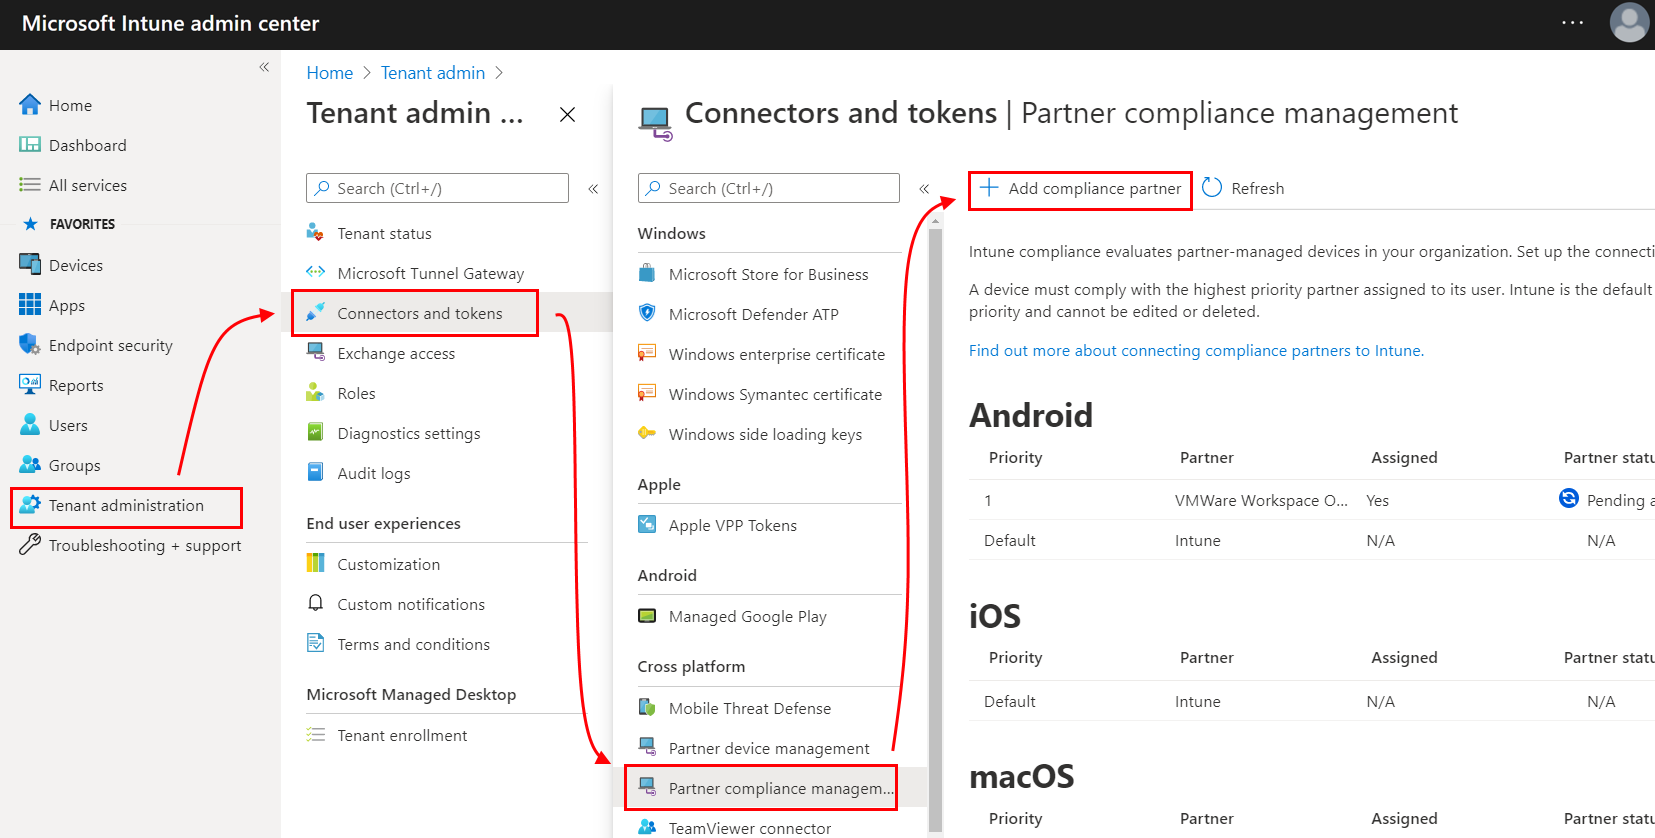 Microsoft Intune admin center
...
«
Home
Dashboard
All services
FAVORITES
Devices
Apps
Endpoint security
Reports
Users
Groups
Tenant administration
Troubleshooting + support
Home > Tenant admin >
Tenant admin ...
Search (Ctrl+/)
«
Tenant status
Microsoft Tunnel Gateway
Connectors and tokens
Exchange access
Roles
Diagnostics settings
Audit logs
End user experiences
Customization
Custom notifications
Terms and conditions
Microsoft Managed Desktop
Tenant enrollment
Connectors and tokens | Partner compliance management
Search (Ctrl+/)
«
Windows
Microsoft Store for Business
Microsoft Defender ATP
Windows enterprise certificate
Windows Symantec certificate
Windows side loading keys
Apple
Apple VPP Tokens
Android
Managed Google Play
Cross platform
Mobile Threat Defense
Partner device management
Partner compliance managem...
TeamViewer connector
Add compliance partner Refresh
Intune compliance evaluates partner-managed devices in your organization. Set up the connecti
A device must comply with the highest priority partner assigned to its user. Intune is the default
priority and cannot be edited or deleted.
Find out more about connecting compliance partners to Intune.
Android
Priority Partner Assigned Partner statu
1 VMWare Workspace O... Yes Pending a
Default Intune N/A N/A
iOS
Priority Partner Assigned Partner statu
Default Intune N/A N/A
macOS
Priority Partner Assigned Partner statu